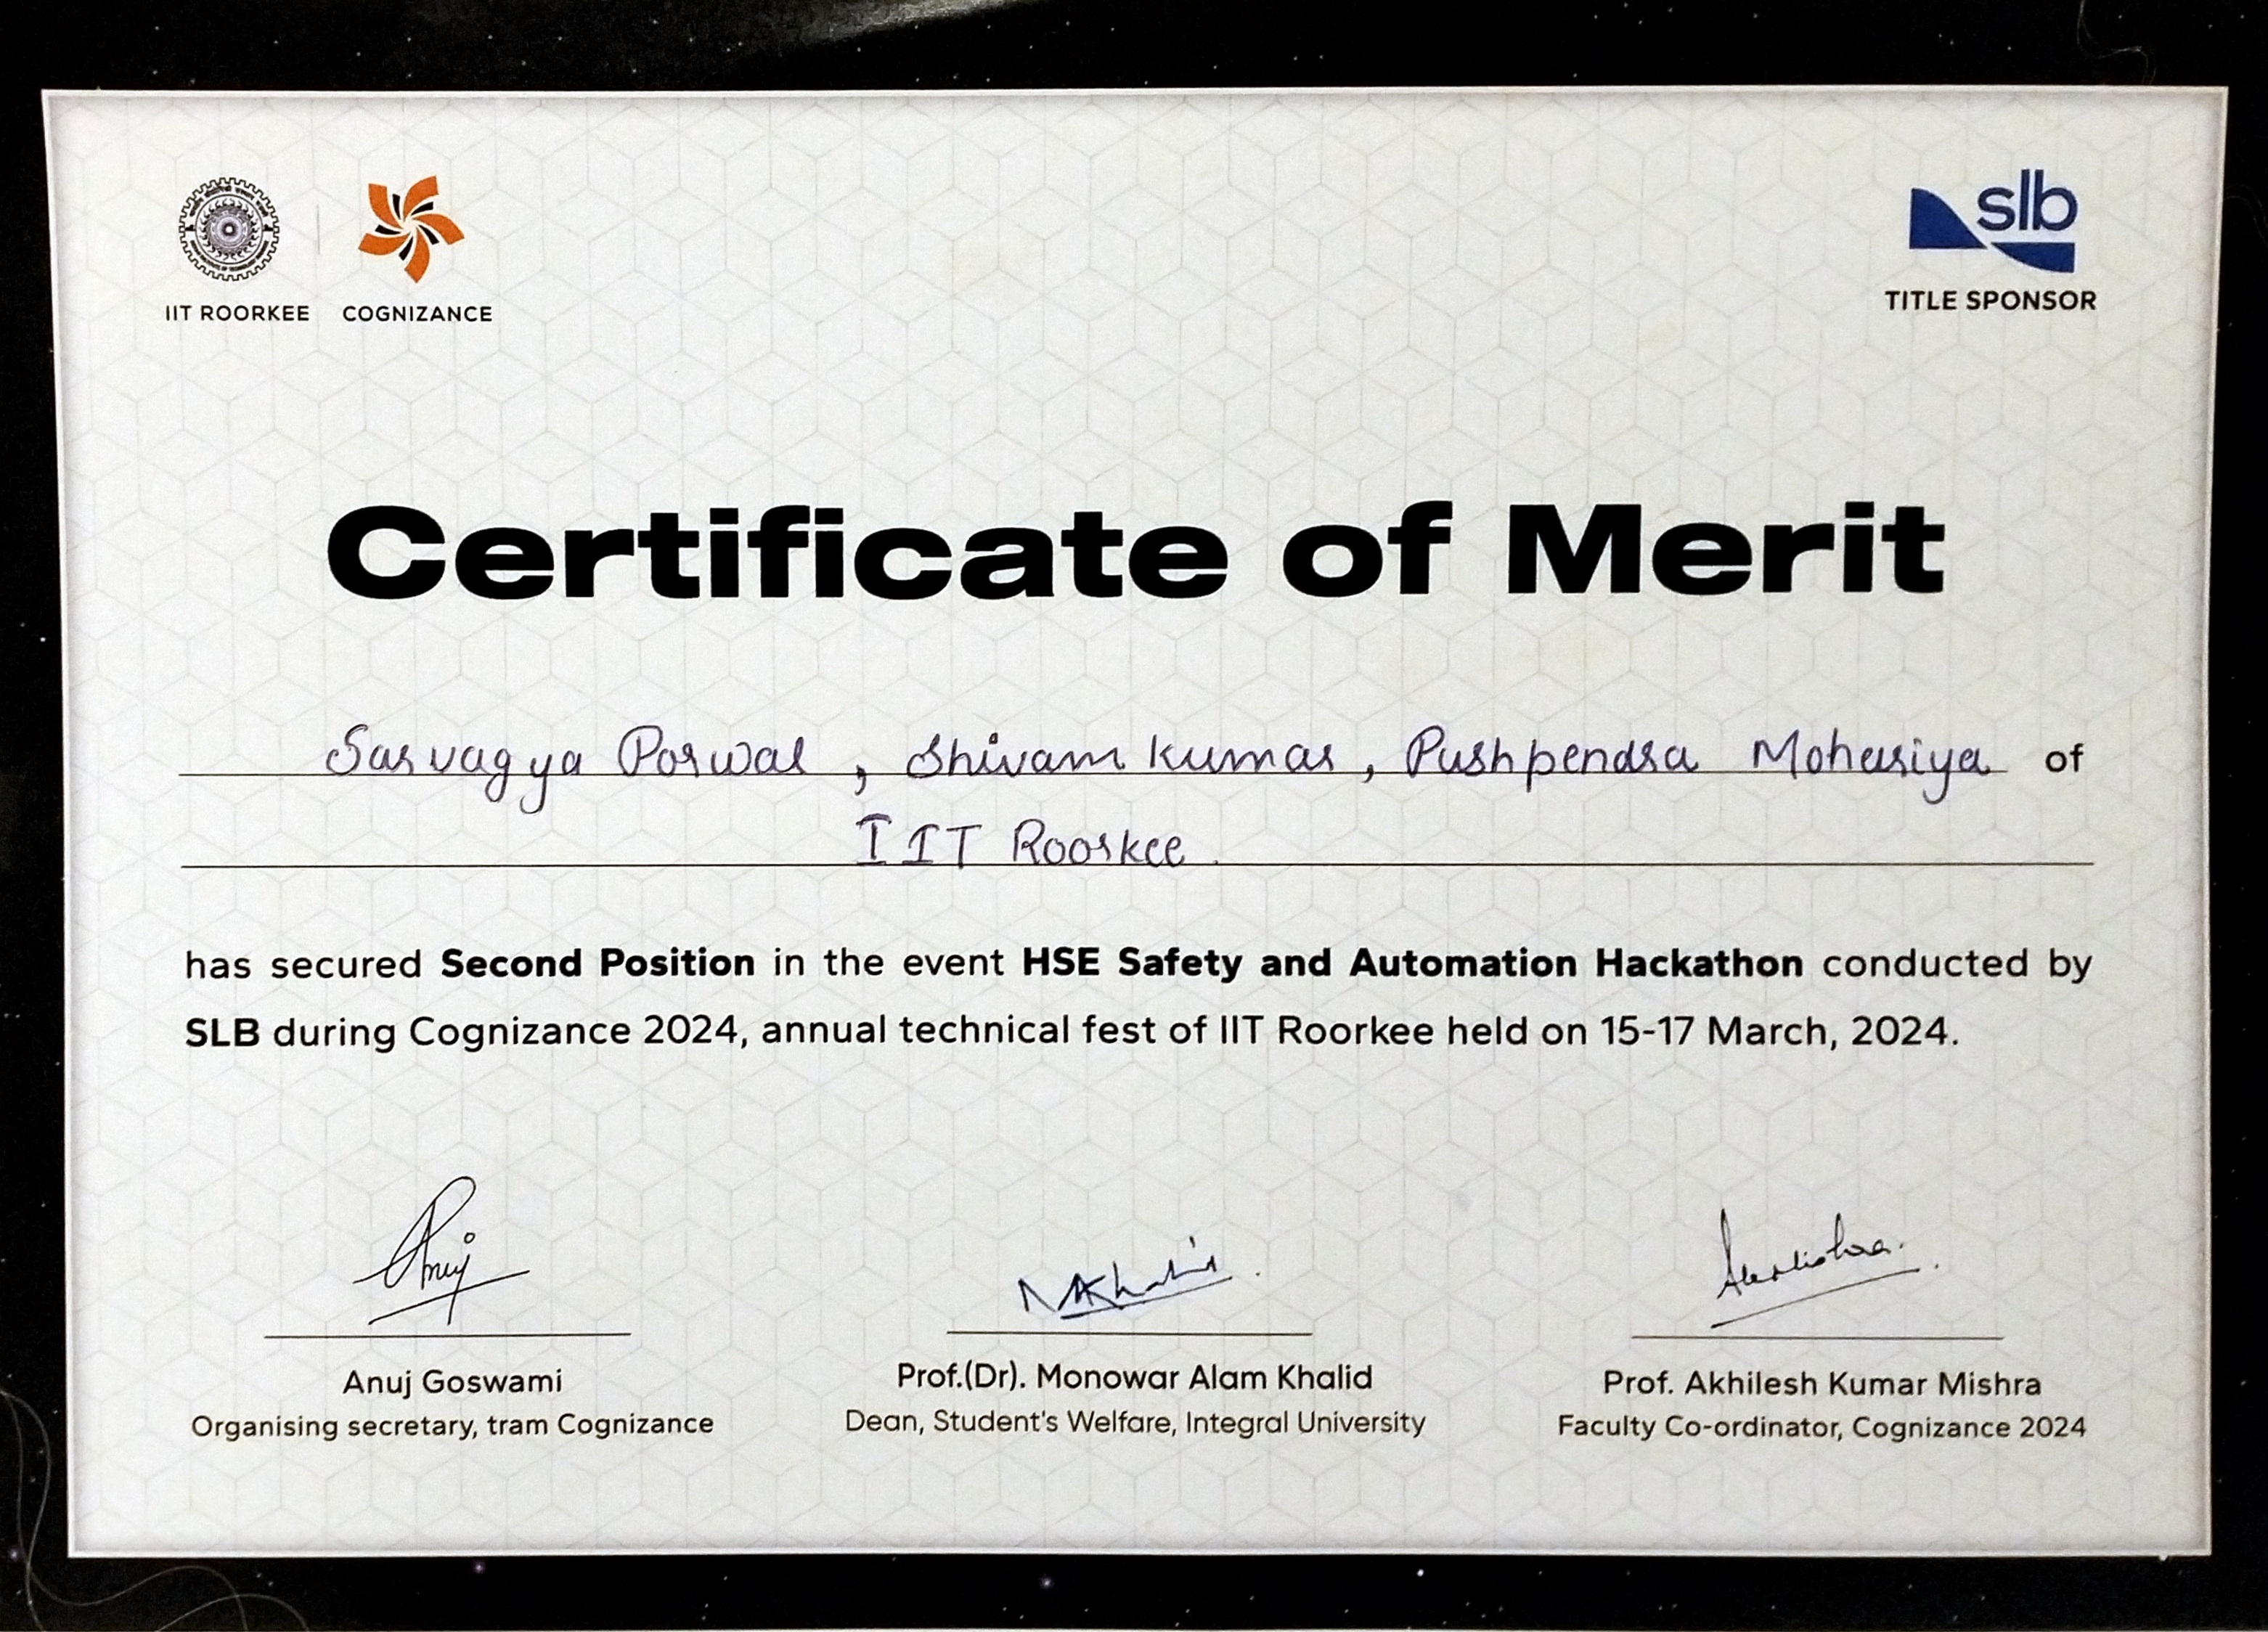 IIT ROORKEE
COGNIZANCE
slb
TITLE SPONSOR
Certificate of Merit
Sarvagya Porwal, Shivam Kumar, Pushpendra Mohariya of
IIT Roorkee.
has secured Second Position in the event HSE Safety and Automation Hackathon conducted by
SLB during Cognizance 2024, annual technical fest of IIT Roorkee held on 15-17 March, 2024.
Anuj
Anuj Goswami
Organising secretary, tram Cognizance
Prof.(Dr). Monowar Alam Khalid
Dean, Student's Welfare, Integral University
Prof. Akhilesh Kumar Mishra
Faculty Co-ordinator, Cognizance 2024